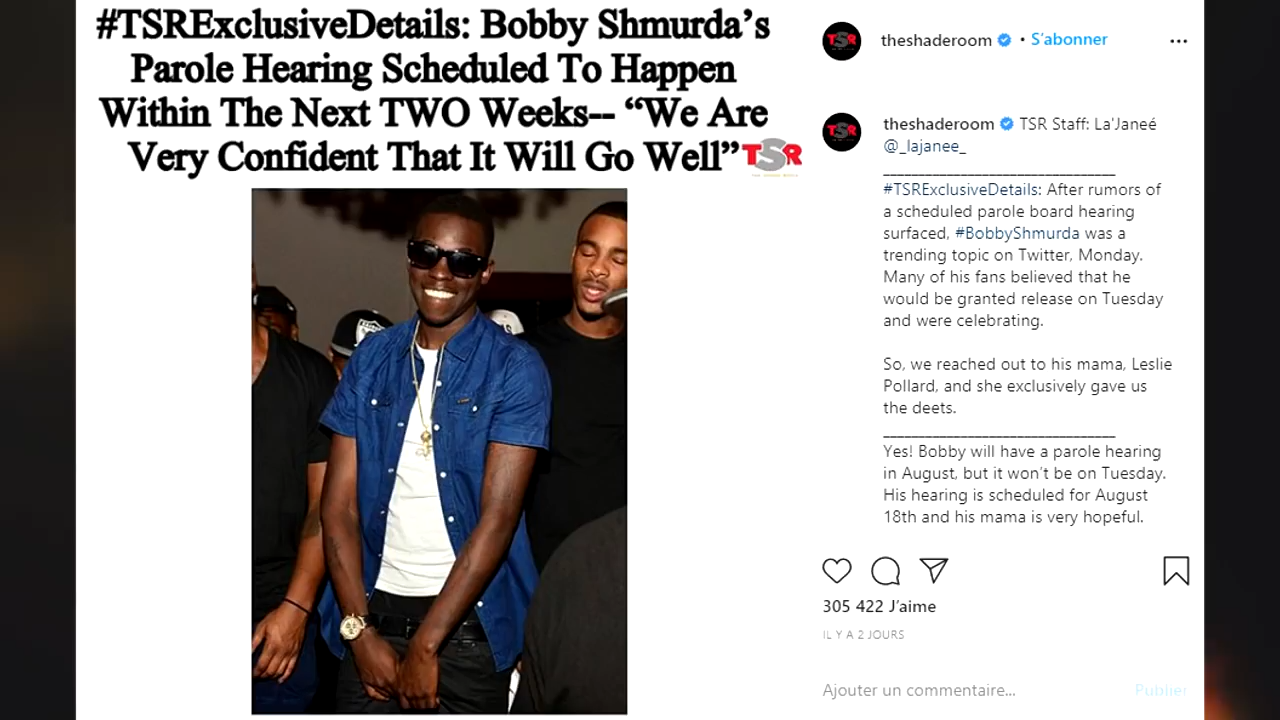 #TSRExclusiveDetails: Bobby Shmurda’s
Parole Hearing Scheduled To Happen
Within The Next TWO Weeks-- “We Are
Very Confident That It Will Go Well”
TSR
TSR
theshaderoom • S’abonner
TSR
theshaderoom TSR Staff: La'Janeé
@_lajanee_
_________________________________
#TSRExclusiveDetails: After rumors of
a scheduled parole board hearing
surfaced, #BobbyShmurda was a
trending topic on Twitter, Monday.
Many of his fans believed that he
would be granted release on Tuesday
and were celebrating.
So, we reached out to his mama, Leslie
Pollard, and she exclusively gave us
the deets.
_________________________________
Yes! Bobby will have a parole hearing
in August, but it won’t be on Tuesday.
His hearing is scheduled for August
18th and his mama is very hopeful.
305 422 J’aime
IL Y A 2 JOURS
Ajouter un commentaire...
Publier